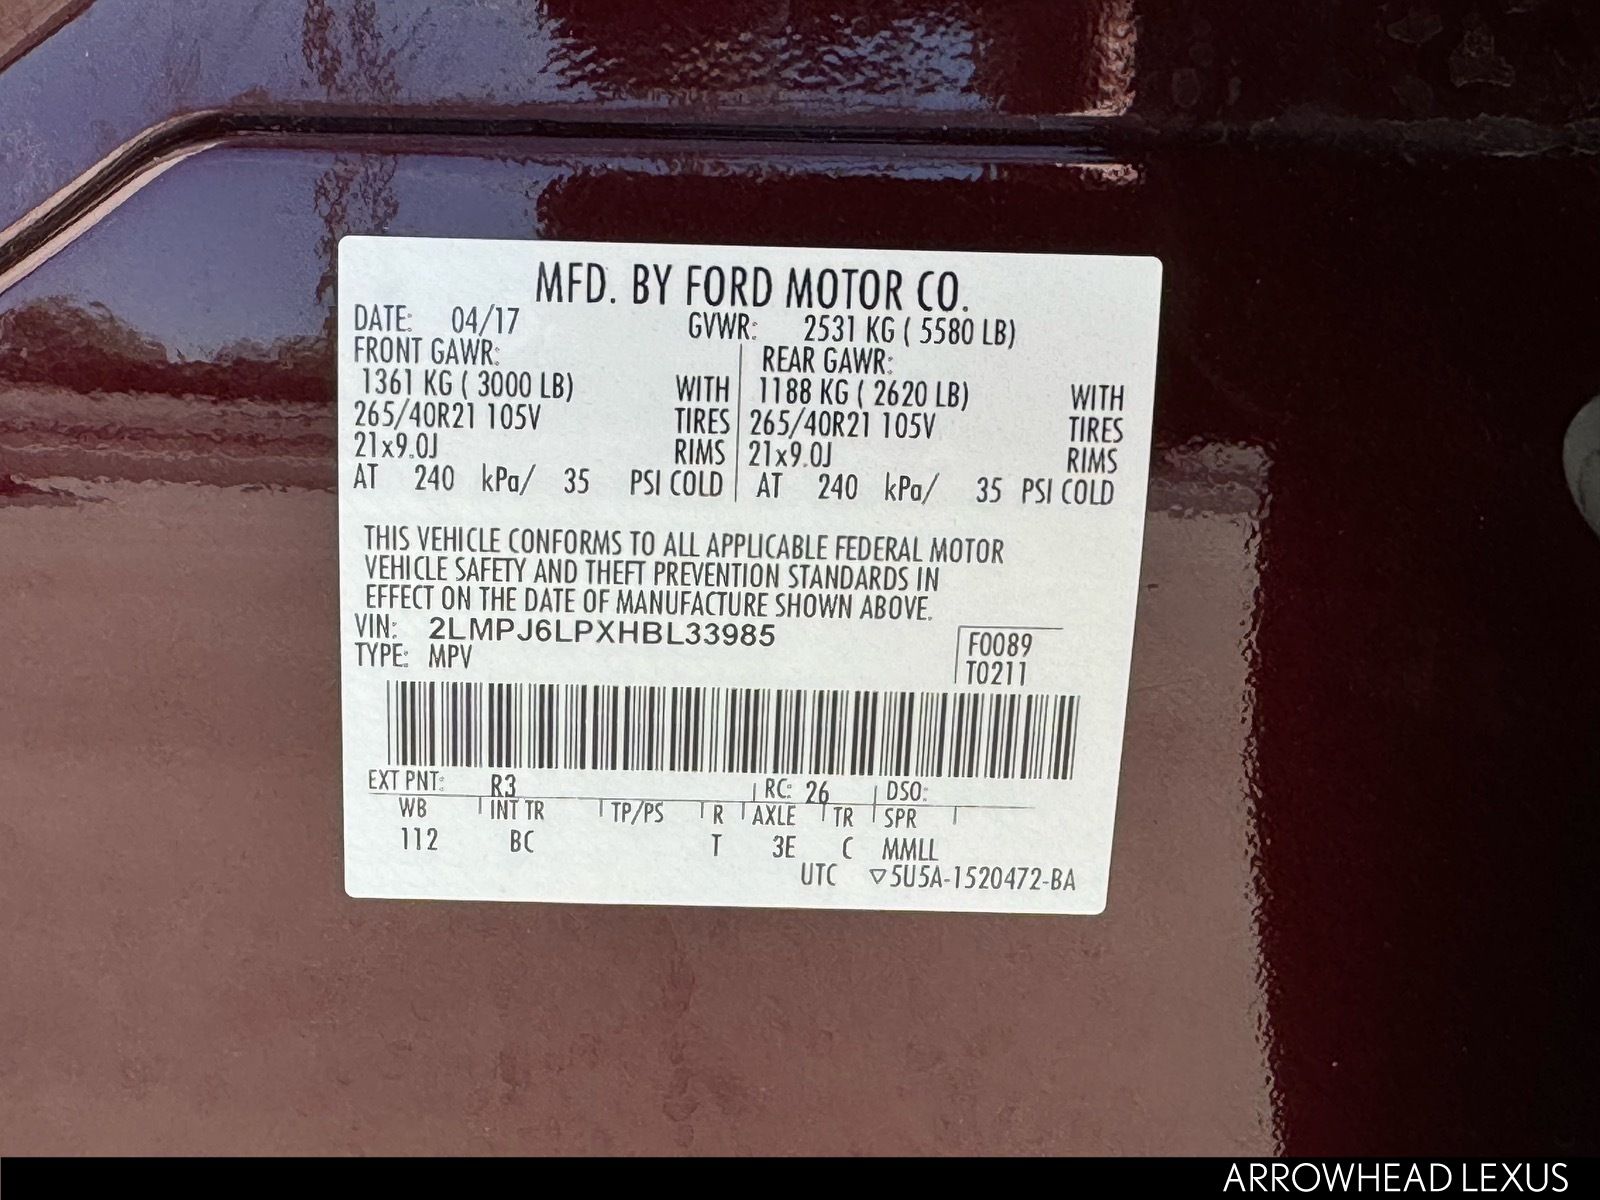 MFD. BY FORD MOTOR CO.
DATE: 04/17 GVWR: 2531 KG ( 5580 LB)
FRONT GAWR: REAR GAWR:
1361 KG ( 3000 LB) WITH 1188 KG ( 2620 LB) WITH
265/40R21 105V TIRES 265/40R21 105V TIRES
21x9.0J RIMS 21x9.0J RIMS
AT 240 kPa/ 35 PSI COLD AT 240 kPa/ 35 PSI COLD
THIS VEHICLE CONFORMS TO ALL APPLICABLE FEDERAL MOTOR
VEHICLE SAFETY AND THEFT PREVENTION STANDARDS IN
EFFECT ON THE DATE OF MANUFACTURE SHOWN ABOVE.
VIN: 2LMPJ6LPXHBL33985 F0089
TYPE: MPV T0211
EXT PNT: R3 RC: 26 DSO:
WB INT TR TP/PS R AXLE TR SPR
112 BC T 3E C MMLL
UTC ▽5U5A-1520472-BA
ARROWHEAD LEXUS